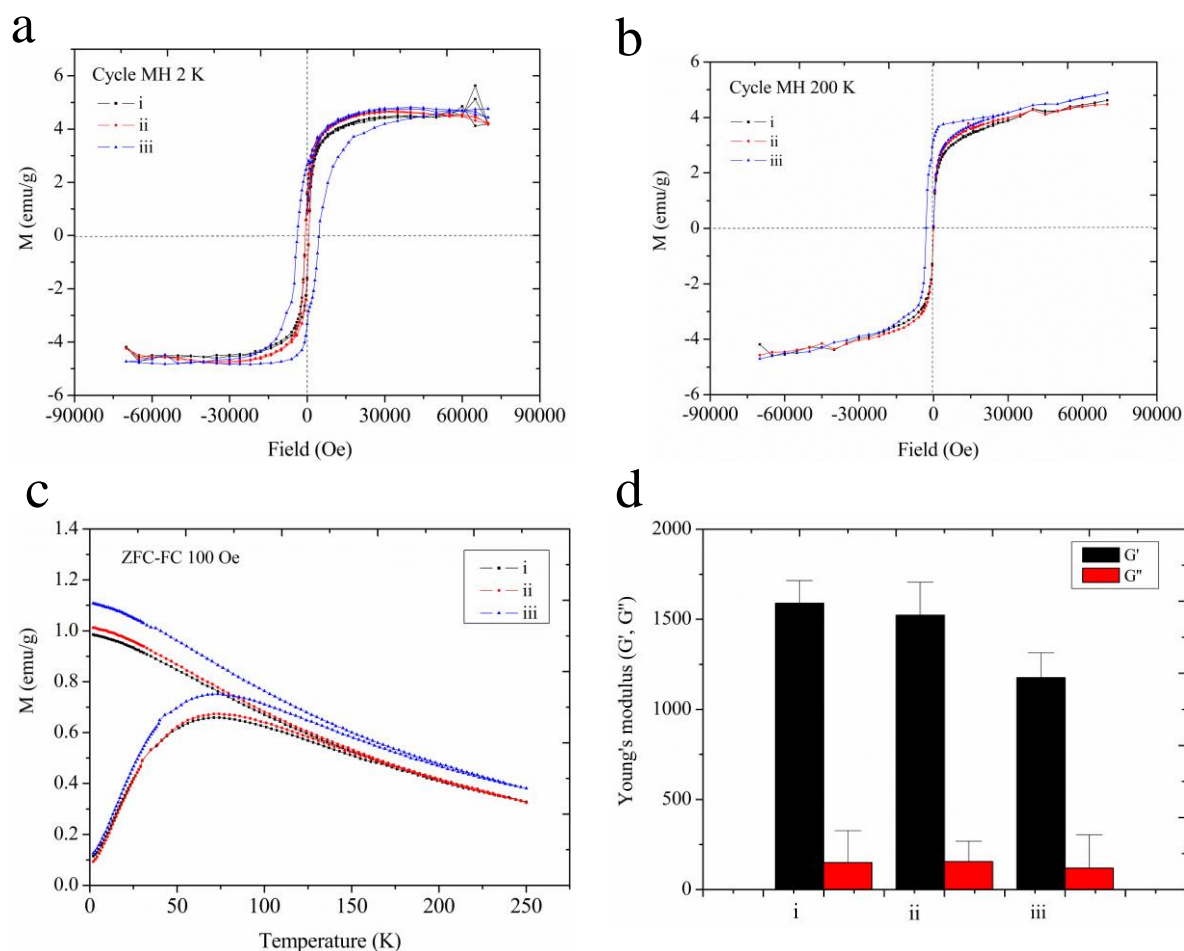 a
Cycle MH 2 K
i
ii
iii
M (emu/g)
6
4
2
0
-2
-4
-6
-90000 -60000 -30000 0 30000 60000 90000
Field (Oe)
b
Cycle MH 200 K
i
ii
iii
M (emu/g)
6
4
2
0
-2
-4
-6
-90000 -60000 -30000 0 30000 60000 90000
Field (Oe)
c
ZFC-FC 100 Oe
i
ii
iii
M (emu/g)
1.4
1.2
1.0
0.8
0.6
0.4
0.2
0.0
0 50 100 150 200 250
Temperature (K)
d
G'
G"
Young's modulus (G', G")
2000
1500
1000
500
0
i ii iii